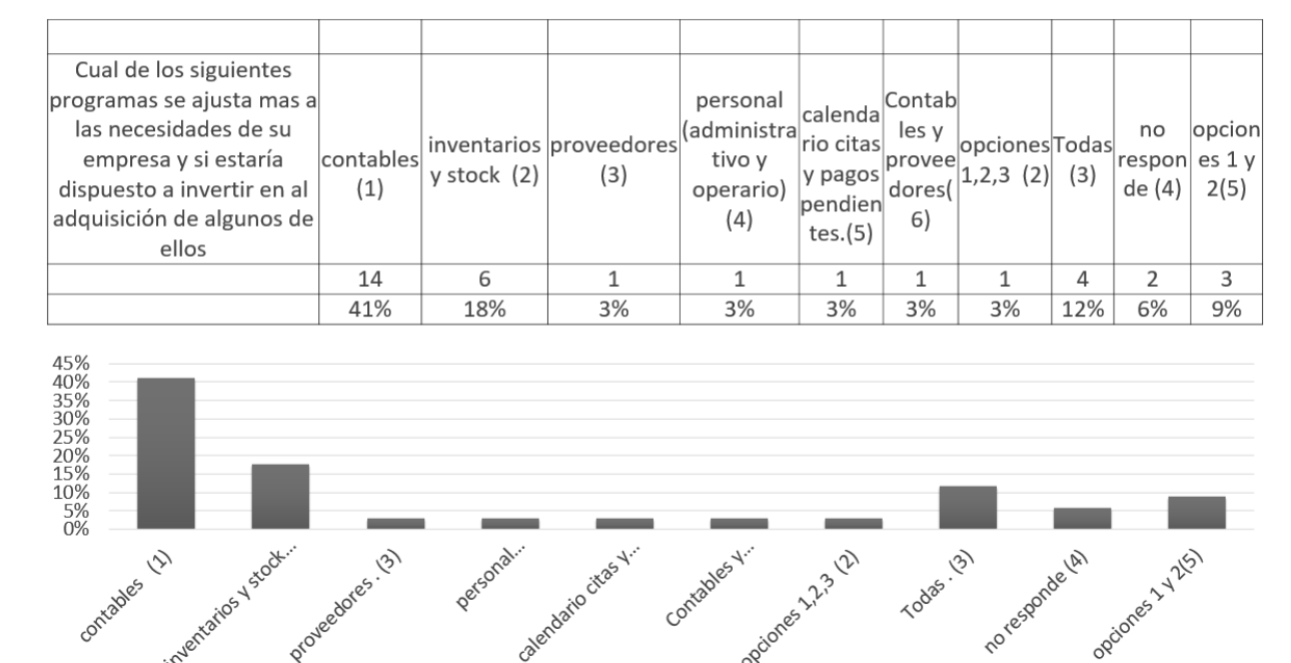 Cual de los siguientes
programas se ajusta mas a
las necesidades de su
empresa y si estaría
dispuesto a invertir en al
adquisición de algunos de
ellos
contables
(1)
inventarios
y stock (2)
proveedores
(3)
personal
(administra
tivo y
operario)
(4)
calenda
rio citas
y pagos
pendien
tes.(5)
Contab
les y
provee
dores(
6)
opciones
1,2,3 (2)
Todas
(3)
no
respon
de (4)
opcion
es 1 y
2(5)
14 6 1 1 1 1 1 4 2 3
41% 18% 3% 3% 3% 3% 3% 12% 6% 9%
45%
40%
35%
30%
25%
20%
15%
10%
5%
0%
contables (1)
inventarios y stock...
proveedores . (3)
personal...
calendario citas y...
Contables y...
opciones 1,2,3 (2)
Todas . (3)
no responde (4)
opciones 1 y 2(5)